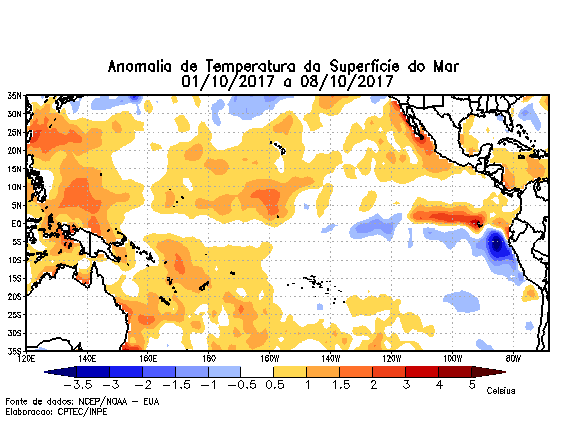 Anomalia de Temperatura da Superficie do Mar
01/10/2017 a 08/10/2017
35N
30N
25N
20N
15N
10N
5N
EQ
5S
10S
15S
20S
25S
30S
35S
120E 140E 160E 180 160W 140W 120W 100W 80W
-3.5 -3 -2 -1.5 -1 -0.5 0.5 1 1.5 2 3 4 5
Celsius
Fonte de dados: NCEP/NOAA - EUA
Elaboracao: CPTEC/INPE